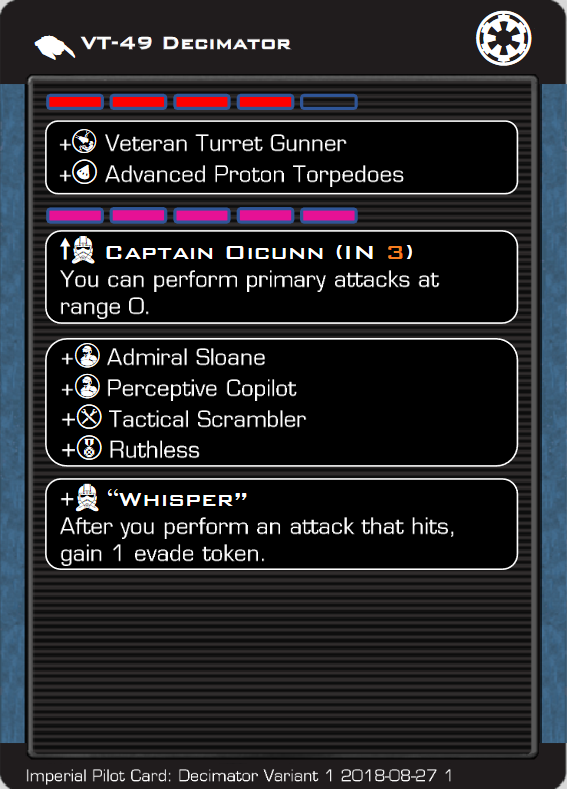 VT-49 Decimator
+ Veteran Turret Gunner
+ Advanced Proton Torpedoes
Captain Oicunn (IN 3)
You can perform primary attacks at
range 0.
+ Admiral Sloane
+ Perceptive Copilot
+ Tactical Scrambler
+ Ruthless
+ “Whisper”
After you perform an attack that hits,
gain 1 evade token.
Imperial Pilot Card: Decimator Variant 1 2018-08-27 1